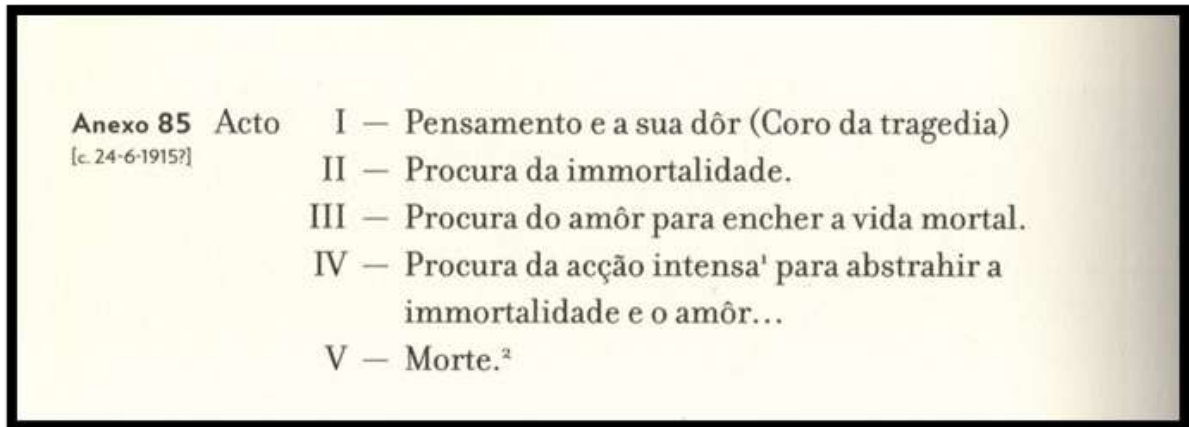 Anexo 85 Acto I — Pensamento e a sua dôr (Coro da tragedia)
[c. 24-6-1915?]
II — Procura da immortalidade.
III — Procura do amôr para encher a vida mortal.
IV — Procura da acção intensa¹ para abstrahir a
immortalidade e o amôr...
V — Morte.²